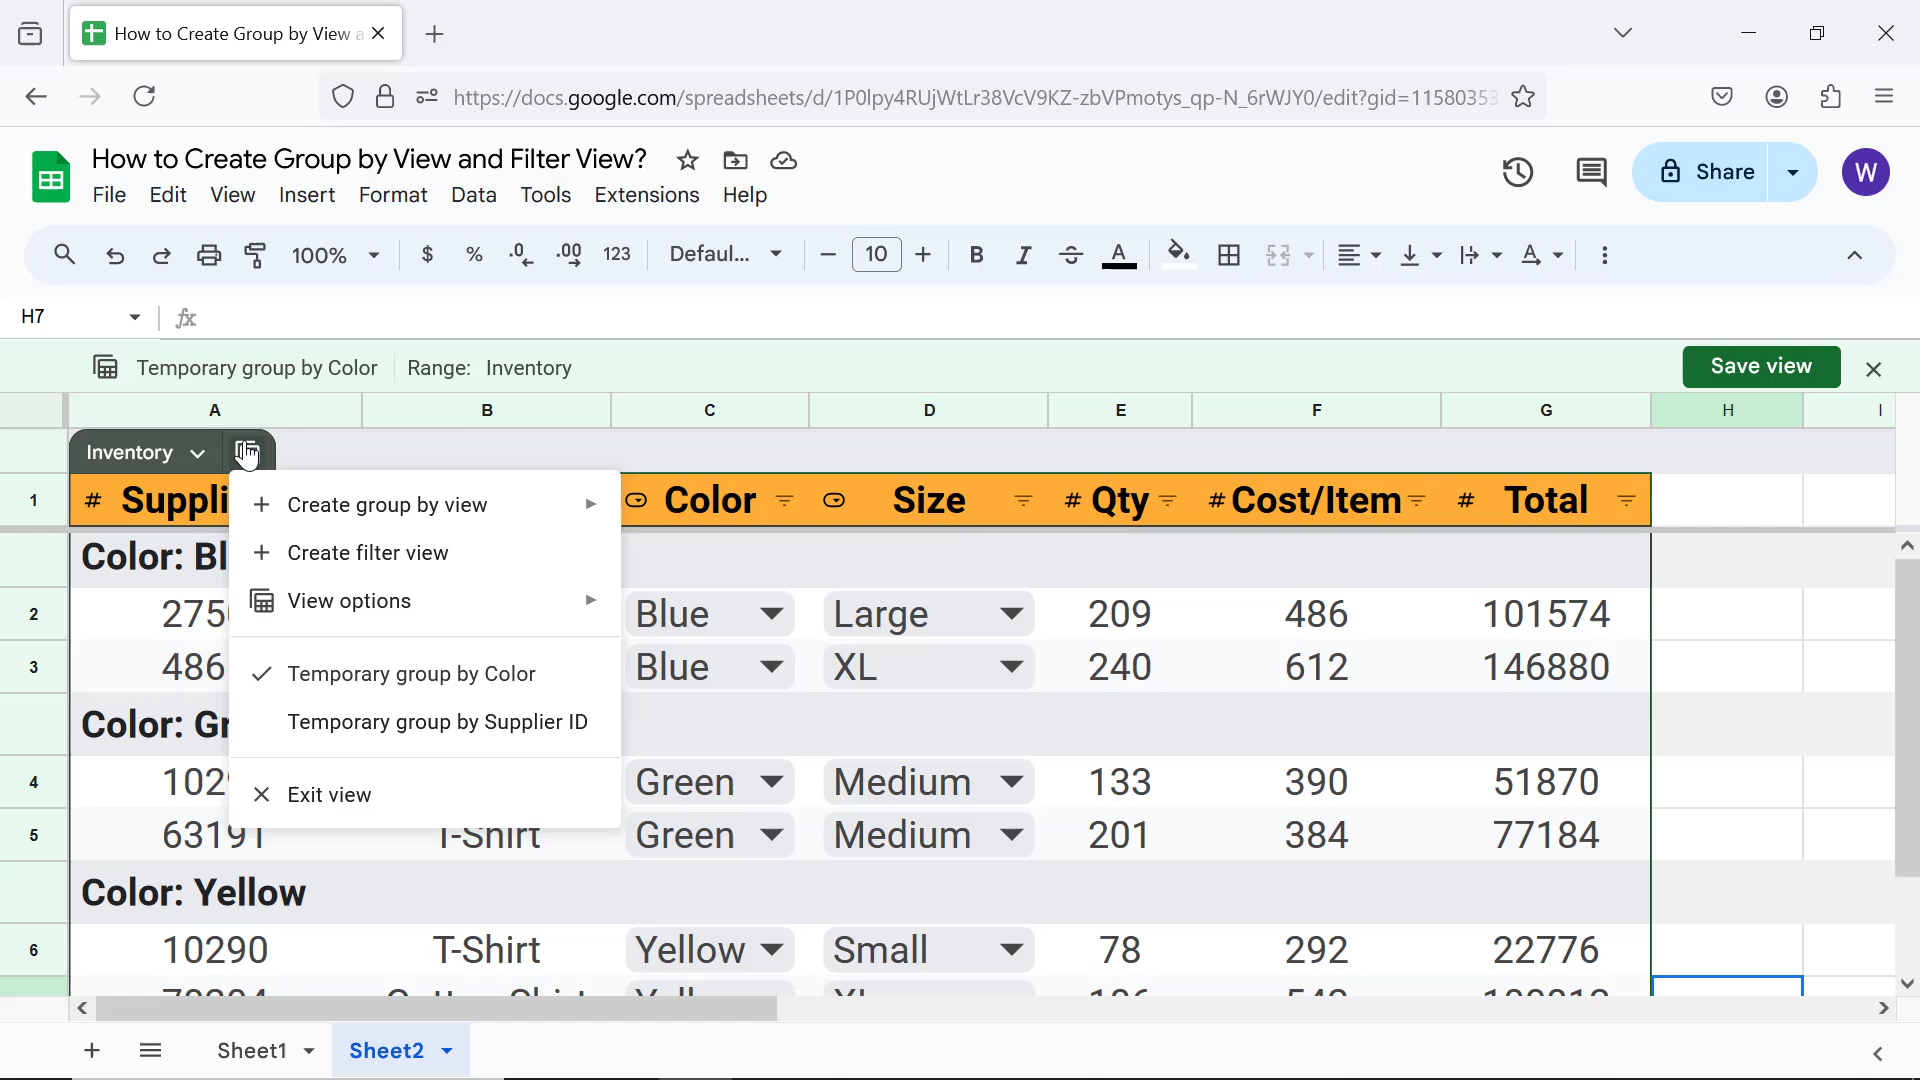 How to Create Group by View a
https://docs.google.com/spreadsheets/d/1P0lpy4RUjWtLr38VcV9KZ-zbVPmotys_qp-N_6rWJY0/edit?gid=11580353
How to Create Group by View and Filter View?
File Edit View Insert Format Data Tools Extensions Help
Share
W
100% $ % .0 .00 123 Defaul... 10 B I A
H7 fx
Temporary group by Color Range: Inventory Save view
A B C D E F G H I
Inventory
1 # Suppli Color Size # Qty # Cost/Item # Total
Create group by view
Create filter view
View options
Temporary group by Color
Temporary group by Supplier ID
Exit view
Color: Bl
2 275 Blue Large 209 486 101574
3 486 Blue XL 240 612 146880
Color: Gr
4 102 Green Medium 133 390 51870
5 63191 T-Shirt Green Medium 201 384 77184
Color: Yellow
6 10290 T-Shirt Yellow Small 78 292 22776
Sheet1 Sheet2